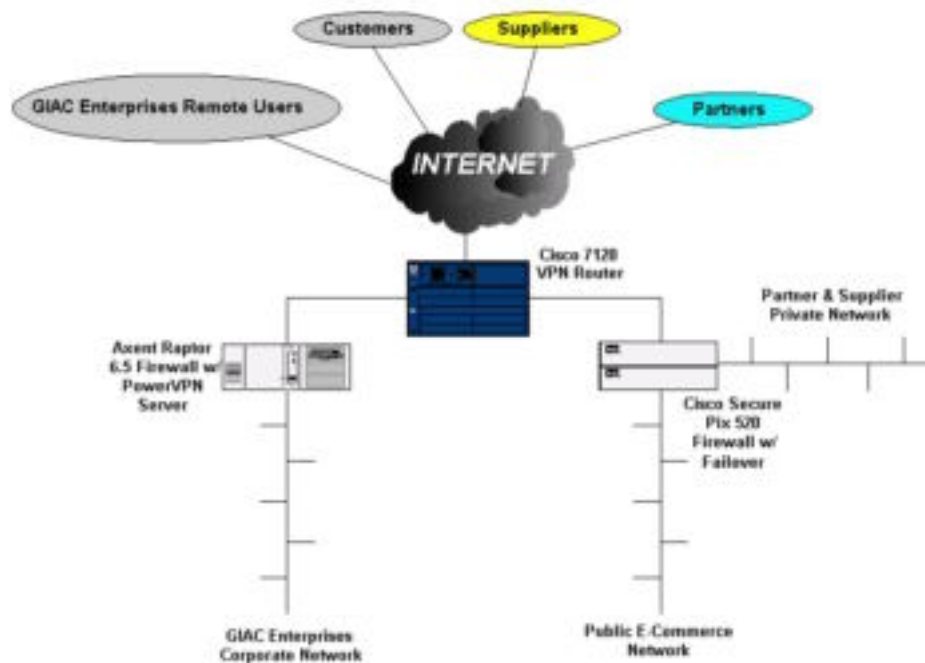 Customers
Suppliers
GIAC Enterprises Remote Users
Partners
INTERNET
Cisco 7120
VPN Router
Partner & Supplier
Private Network
Axent Raptor
6.5 Firewall w/
PowerVPN
Server
Cisco Secure
Pix 520
Firewall w/
Failover
GIAC Enterprises
Corporate Network
Public E-Commerce
Network